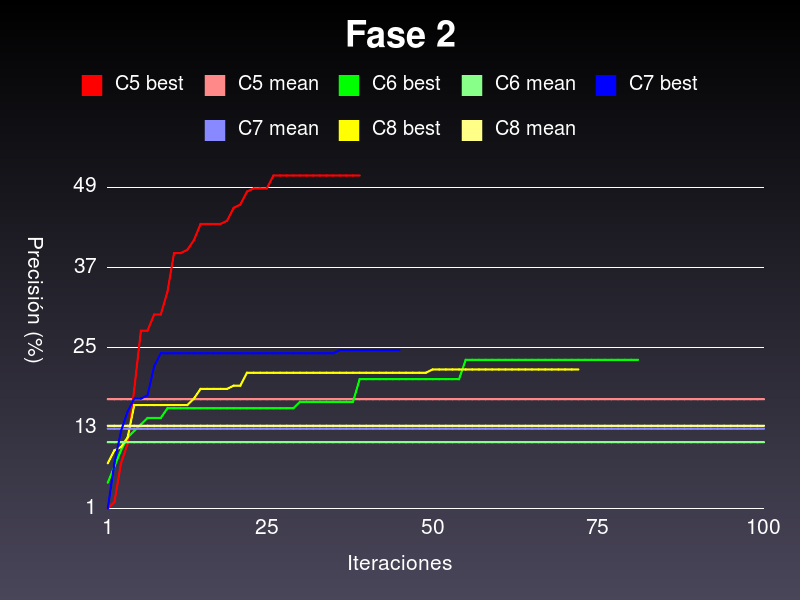 Fase 2
C5 best C5 mean C6 best C6 mean C7 best
C7 mean C8 best C8 mean
49
37
25
13
1
Precisión (%)
1 25 50 75 100
Iteraciones